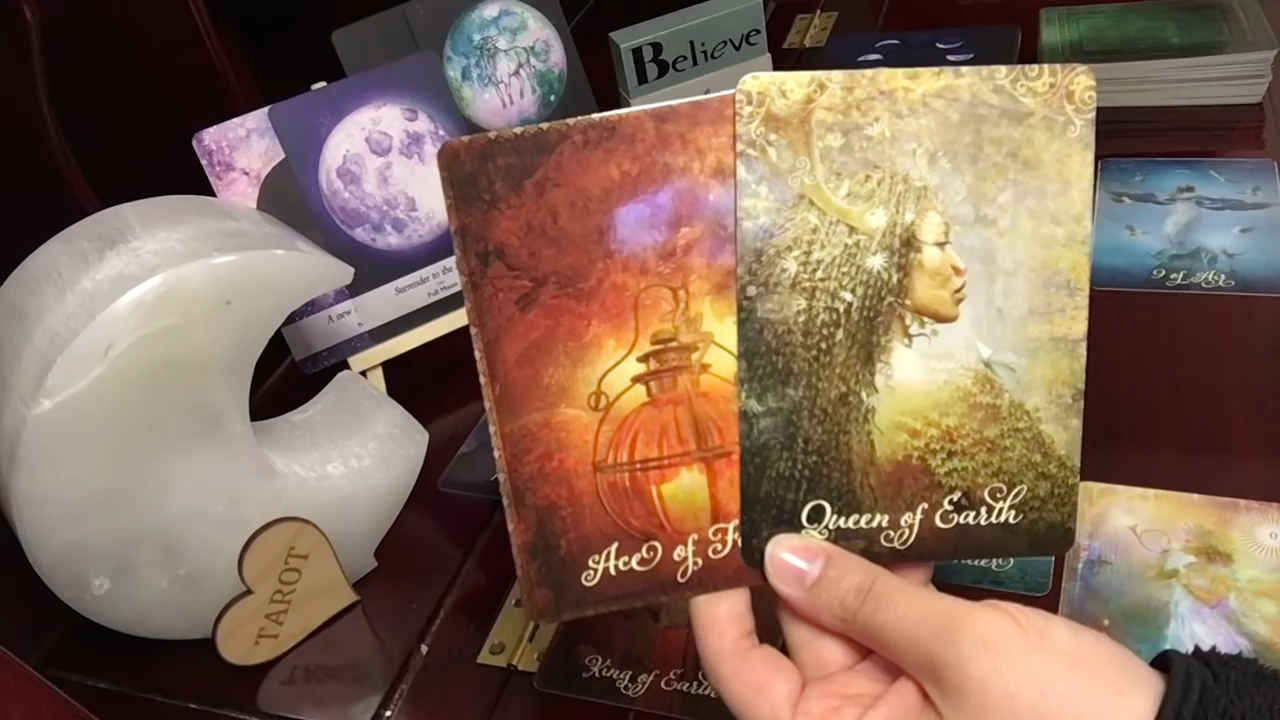 Believe
Surrender to the
Full Moon
A new
9 of Air
Ace of
Queen of Earth
TAROT
King of Earth
0